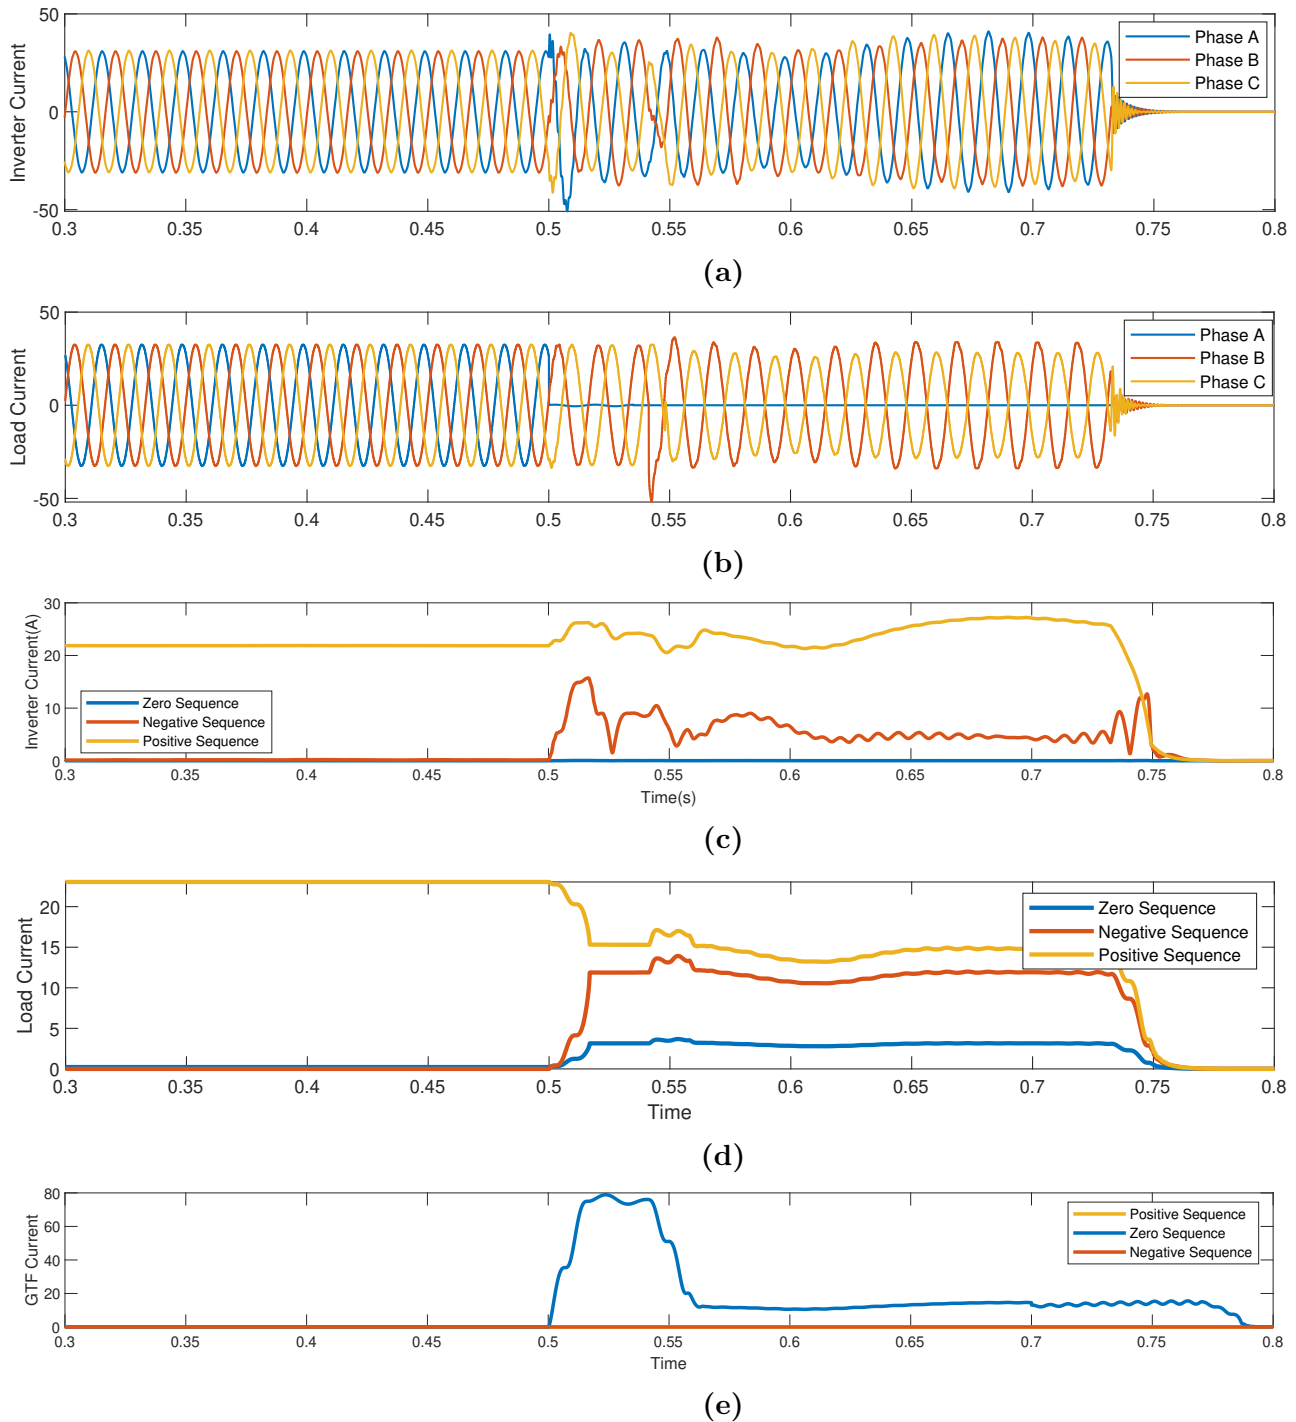 50
0
-50
Inverter Current
Phase A
Phase B
Phase C
0.3 0.35 0.4 0.45 0.5 0.55 0.6 0.65 0.7 0.75 0.8
(a)
50
0
-50
Load Current
Phase A
Phase B
Phase C
0.3 0.35 0.4 0.45 0.5 0.55 0.6 0.65 0.7 0.75 0.8
(b)
30
20
10
0
Inverter Current(A)
Zero Sequence
Negative Sequence
Positive Sequence
0.3 0.35 0.4 0.45 0.5 0.55 0.6 0.65 0.7 0.75 0.8
Time(s)
(c)
20
15
10
5
0
Load Current
Zero Sequence
Negative Sequence
Positive Sequence
0.3 0.35 0.4 0.45 0.5 0.55 0.6 0.65 0.7 0.75 0.8
Time
(d)
80
60
40
20
0
GTF Current
Positive Sequence
Zero Sequence
Negative Sequence
0.3 0.35 0.4 0.45 0.5 0.55 0.6 0.65 0.7 0.75 0.8
Time
(e)